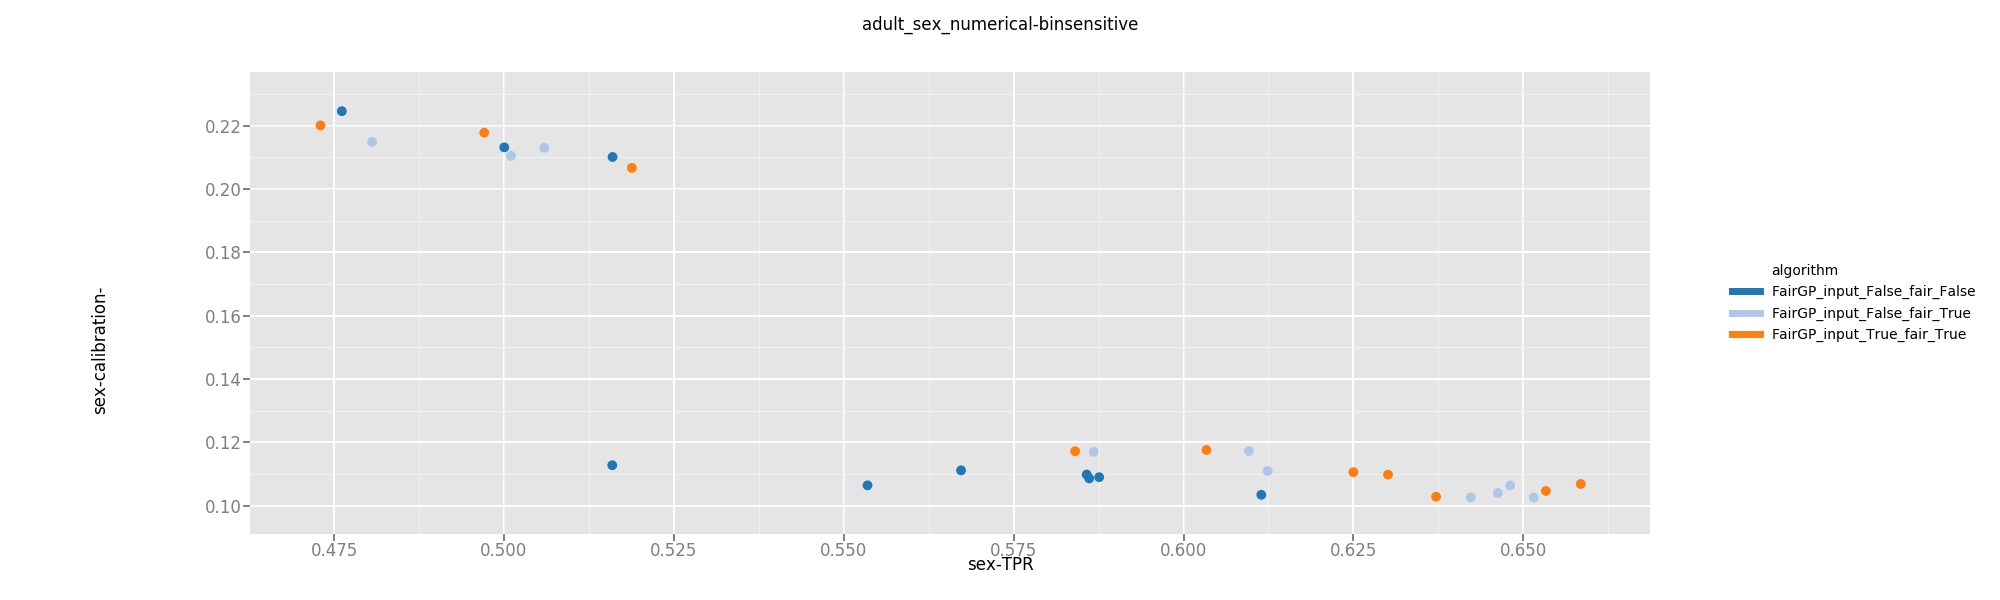 adult_sex_numerical-binsensitive
0.22
0.20
0.18
0.16
0.14
0.12
0.10
sex-calibration-
0.475 0.500 0.525 0.550 0.575 0.600 0.625 0.650
sex-TPR
algorithm
FairGP_input_False_fair_False
FairGP_input_False_fair_True
FairGP_input_True_fair_True